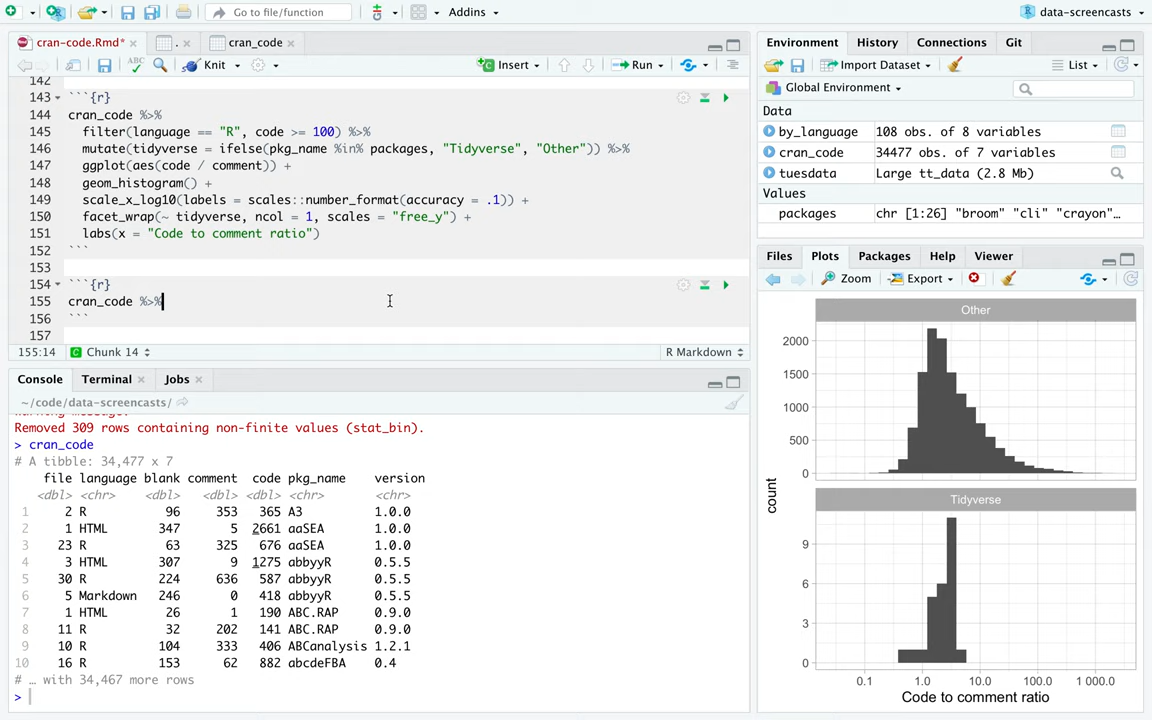 Go to file/function
Addins
data-screencasts
cran-code.Rmd*
.
cran_code
ABC
Knit
Insert
Run
142
143 ```{r}
144 cran_code %>%
145 filter(language == "R", code >= 100) %>%
146 mutate(tidyverse = ifelse(pkg_name %in% packages, "Tidyverse", "Other")) %>%
147 ggplot(aes(code / comment)) +
148 geom_histogram() +
149 scale_x_log10(labels = scales::number_format(accuracy = .1)) +
150 facet_wrap(~ tidyverse, ncol = 1, scales = "free_y") +
151 labs(x = "Code to comment ratio")
152 ```
153
154 ```{r}
155 cran_code %>%
156 ```
157
155:14 Chunk 14 R Markdown
Console Terminal Jobs
~/code/data-screencasts/
Removed 309 rows containing non-finite values (stat_bin).
> cran_code
# A tibble: 34,477 x 7
file language blank comment code pkg_name version
<dbl> <chr> <dbl> <dbl> <dbl> <chr> <chr>
1 2 R 96 353 365 A3 1.0.0
2 1 HTML 347 5 2661 aaSEA 1.0.0
3 23 R 63 325 676 aaSEA 1.0.0
4 3 HTML 307 9 1275 abbyyR 0.5.5
5 30 R 224 636 587 abbyyR 0.5.5
6 5 Markdown 246 0 418 abbyyR 0.5.5
7 1 HTML 26 1 190 ABC.RAP 0.9.0
8 11 R 32 202 141 ABC.RAP 0.9.0
9 10 R 104 333 406 ABCanalysis 1.2.1
10 16 R 153 62 882 abcdeFBA 0.4
# … with 34,467 more rows
>
Environment History Connections Git
Import Dataset List
Global Environment
Data
by_language 108 obs. of 8 variables
cran_code 34477 obs. of 7 variables
tuesdata Large tt_data (2.8 Mb)
Values
packages chr [1:26] "broom" "cli" "crayon"…
Files Plots Packages Help Viewer
Zoom Export
Other
2000
1500
1000
500
0
count
Tidyverse
9
6
3
0
0.1 1.0 10.0 100.0 1 000.0
Code to comment ratio